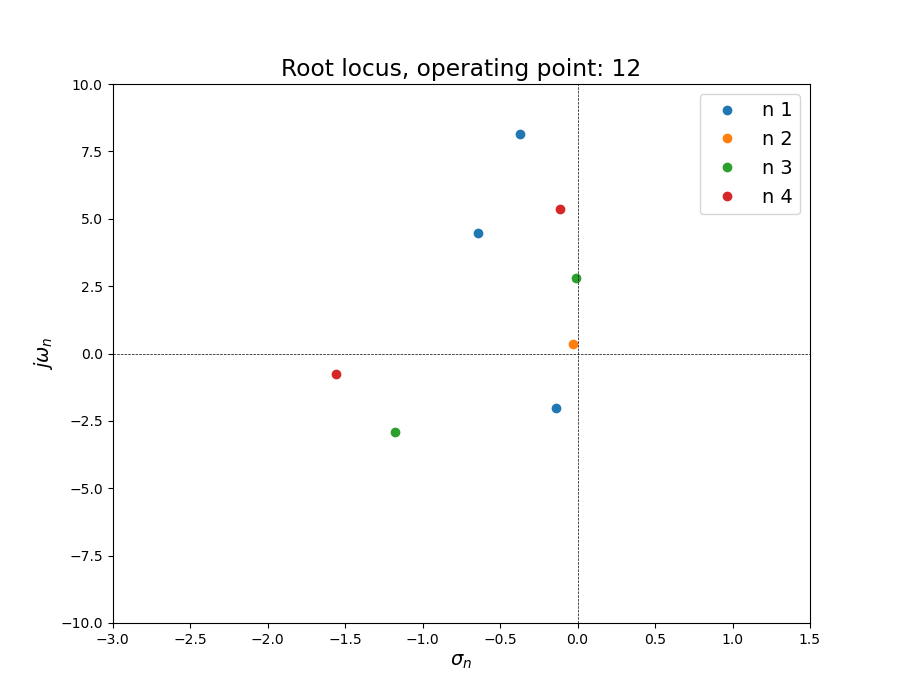 Root locus, operating point: 12
10.0
7.5
5.0
2.5
0.0
−2.5
−5.0
−7.5
−10.0
jωₙ
n 1
n 2
n 3
n 4
−3.0 −2.5 −2.0 −1.5 −1.0 −0.5 0.0 0.5 1.0 1.5
σₙ